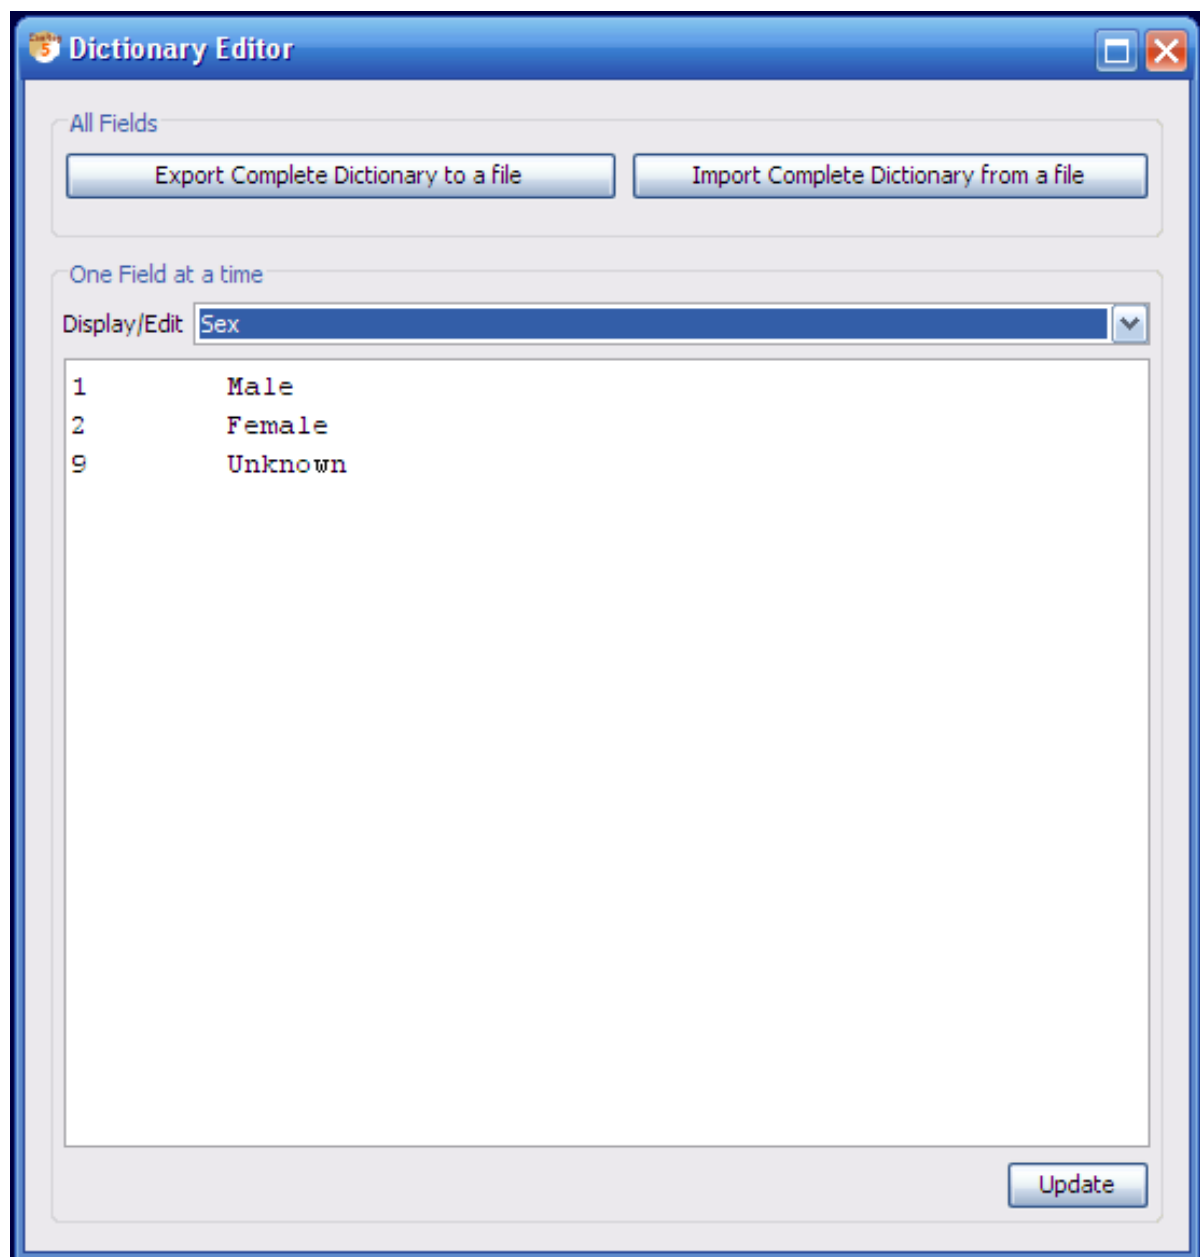 Dictionary Editor
All Fields
Export Complete Dictionary to a file Import Complete Dictionary from a file
One Field at a time
Display/Edit Sex
1 Male
2 Female
9 Unknown
Update